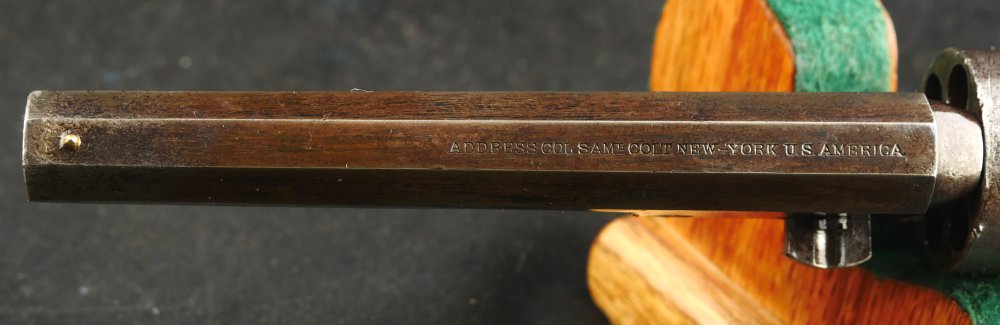 ADDRESS COL SAML COLT NEW-YORK U.S. AMERICA